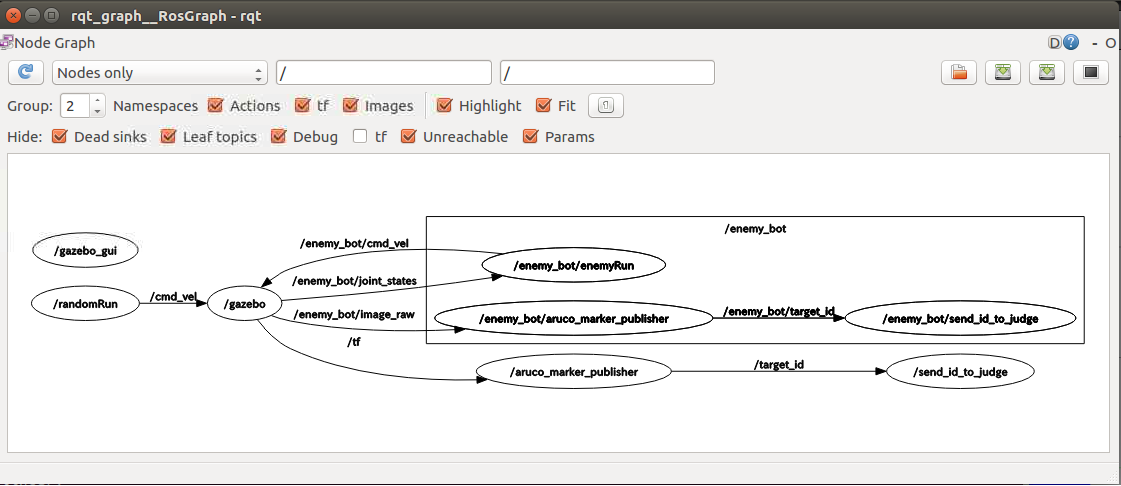 rqt_graph__RosGraph - rqt
Node Graph
D ? - O
Nodes only / /
Group: 2 Namespaces Actions tf Images Highlight Fit
Hide: Dead sinks Leaf topics Debug tf Unreachable Params
/enemy_bot
/enemy_bot/cmd_vel
/gazebo_gui
/enemy_bot/enemyRun
/enemy_bot/joint_states
/randomRun /cmd_vel /gazebo
/enemy_bot/image_raw
/enemy_bot/aruco_marker_publisher /enemy_bot/target_id /enemy_bot/send_id_to_judge
/tf
/aruco_marker_publisher /target_id /send_id_to_judge